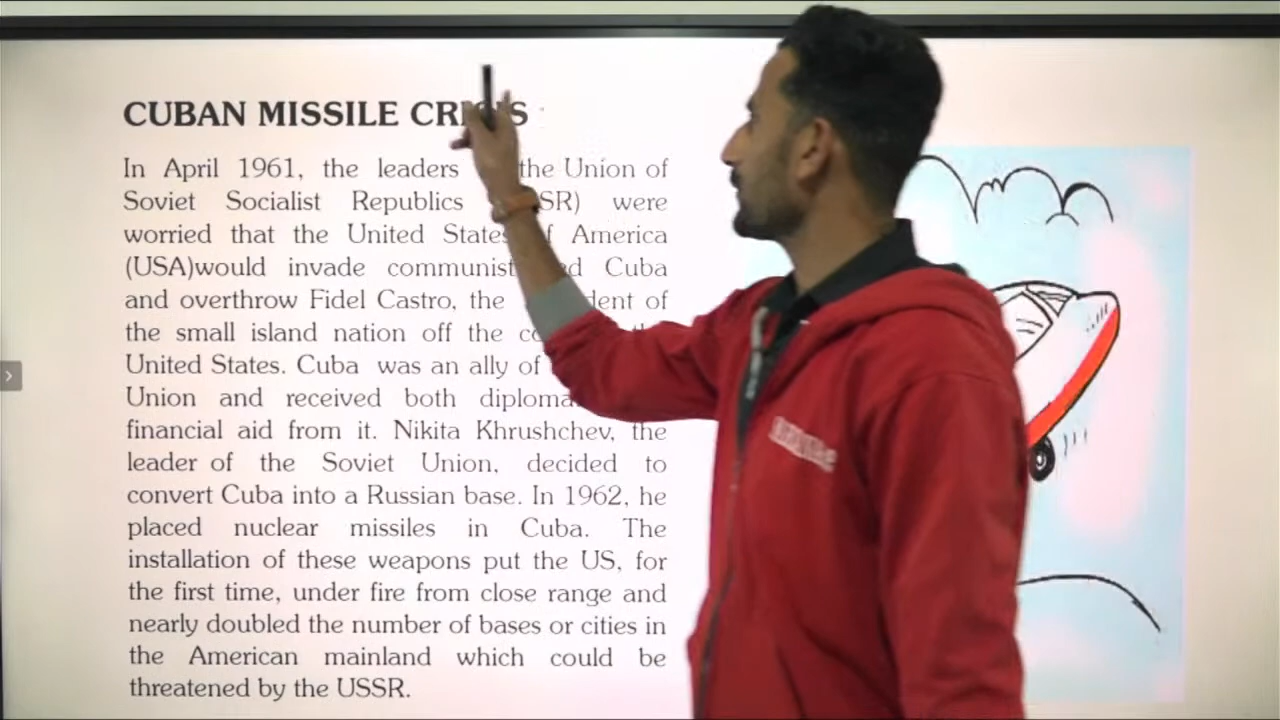 CUBAN MISSILE CRISIS
In April 1961, the leaders the Union of
Soviet Socialist Republics SR) were
worried that the United States America
(USA)would invade communist ed Cuba
and overthrow Fidel Castro, the dent of
the small island nation off the
United States. Cuba was an ally of
Union and received both
financial aid from it. Nikita Khrushchev, the
leader of the Soviet Union, decided to
convert Cuba into a Russian base. In 1962, he
placed nuclear missiles in Cuba. The
installation of these weapons put the US, for
the first time, under fire from close range and
nearly doubled the number of bases or cities in
the American mainland which could be
threatened by the USSR.